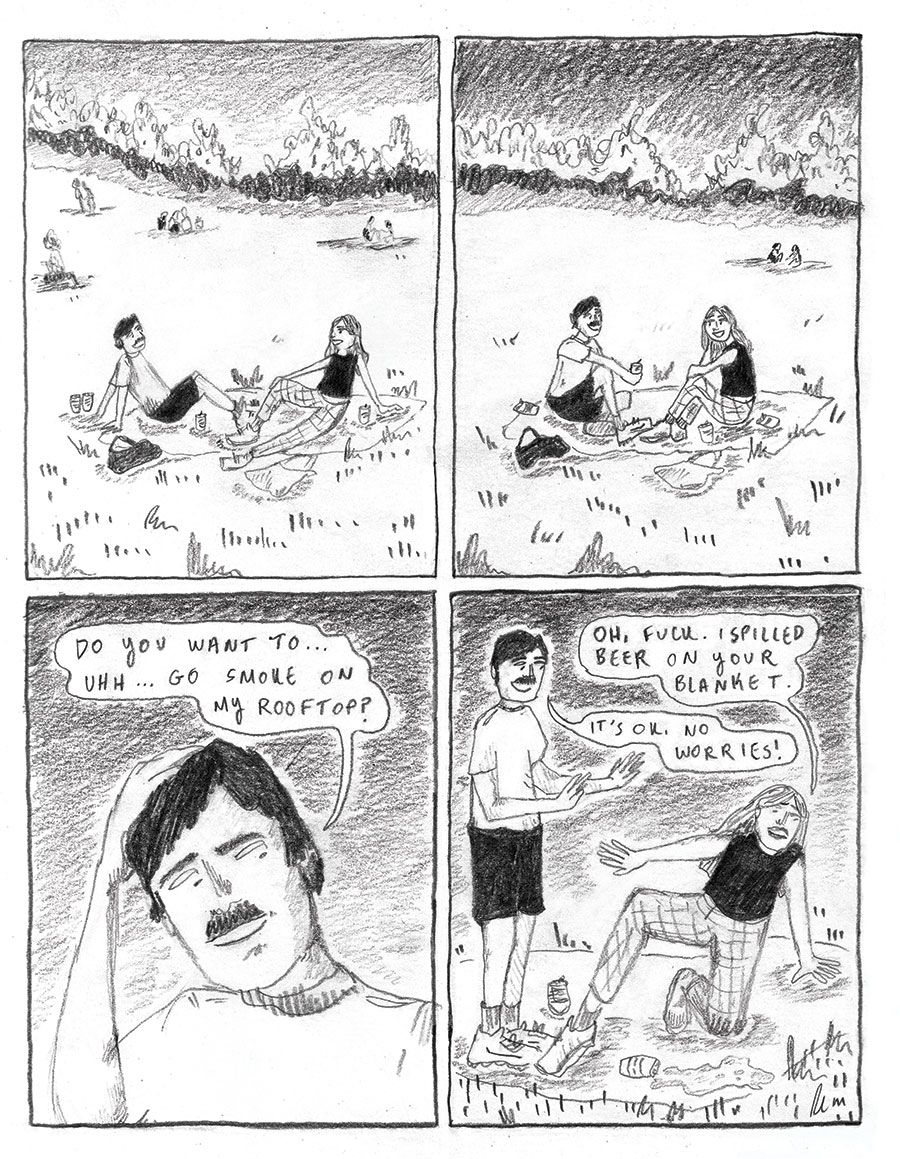 DO YOU WANT TO...
UHH... GO SMOKE ON
MY ROOFTOP?
OH, FUCK. I SPILLED
BEER ON YOUR
BLANKET.
IT'S OK, NO
WORRIES!